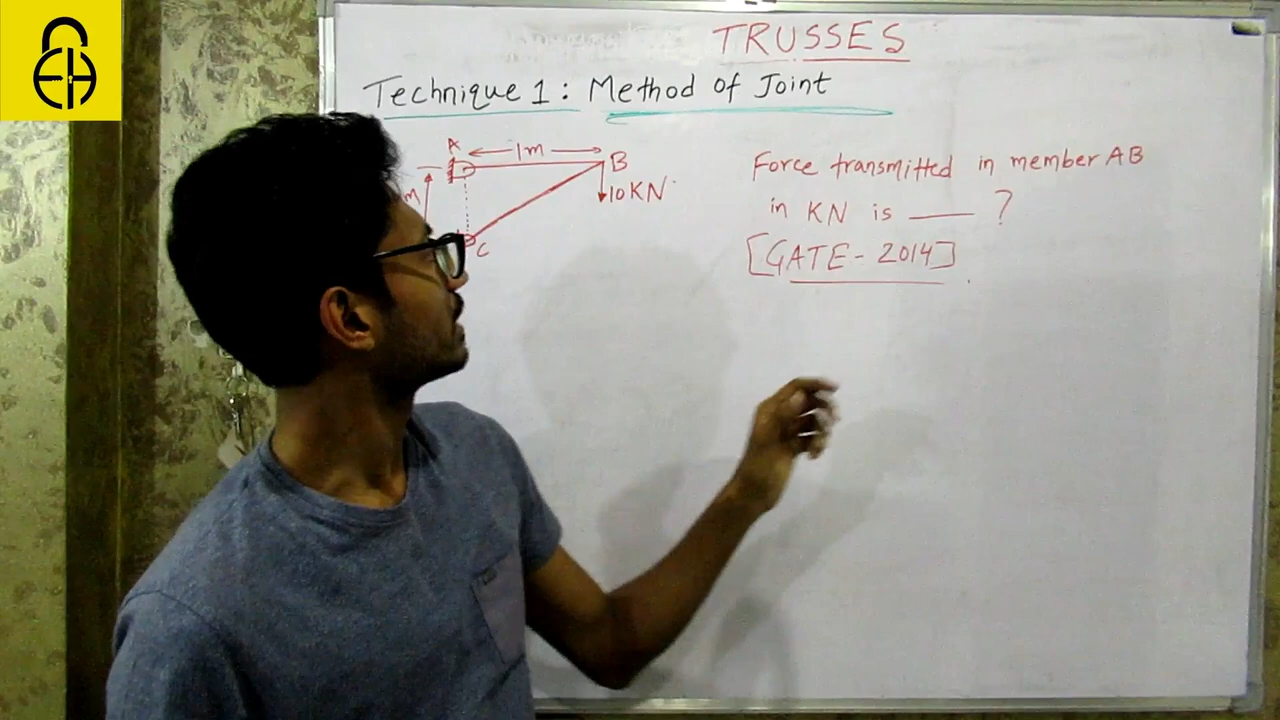 TRUSSES
Technique 1: Method of Joint
A
1m
B
10KN
m
C
Force transmitted in member AB
in KN is ____ ?
[GATE - 2014]